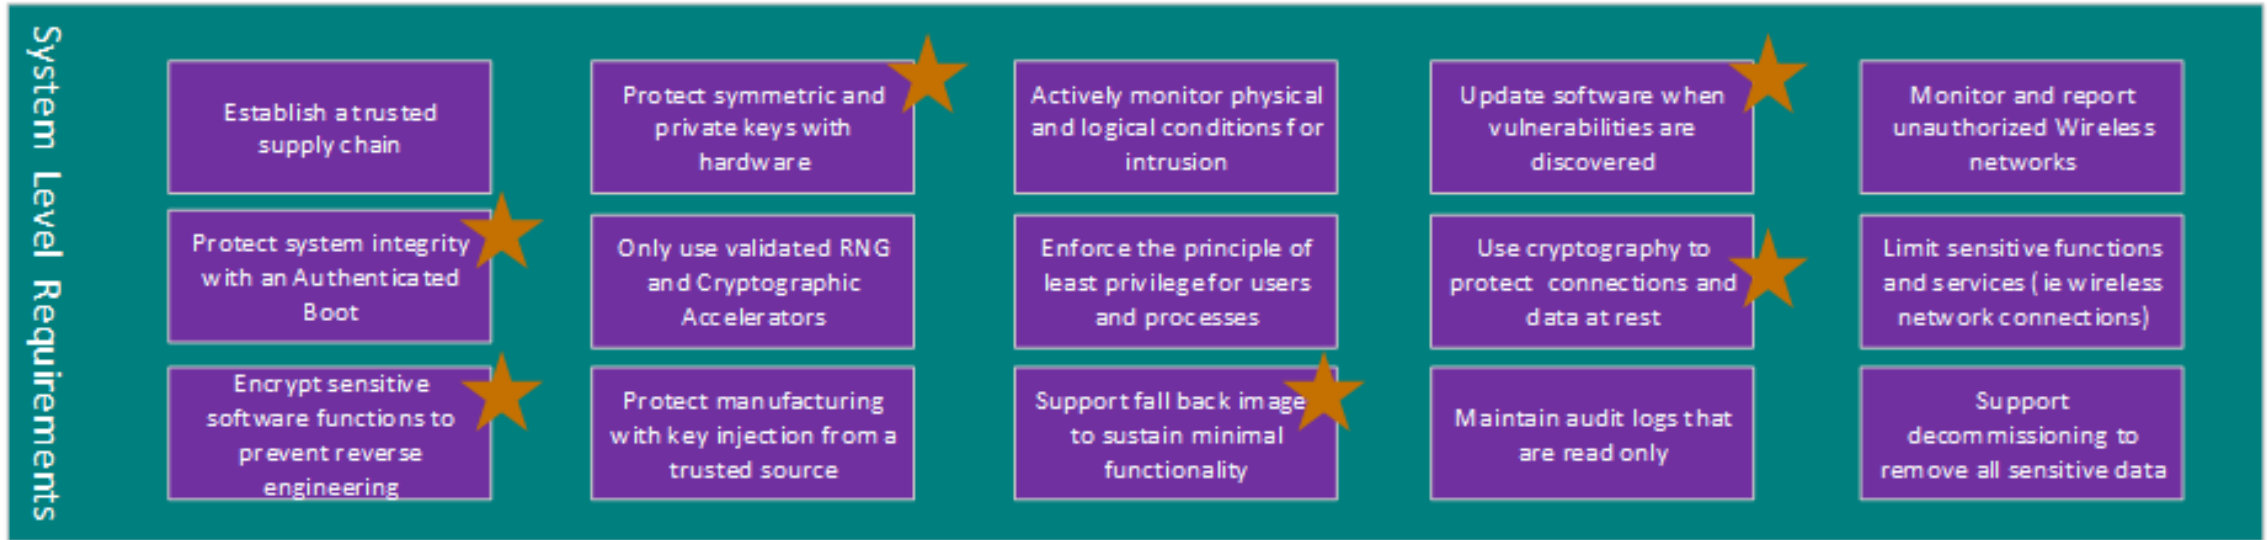 System Level Requirements
Establish a trusted
supply chain
Protect symmetric and
private keys with
hardware
Actively monitor physical
and logical conditions for
intrusion
Update software when
vulnerabilities are
discovered
Monitor and report
unauthorized Wireless
networks
Protect system integrity
with an Authenticated
Boot
Only use validated RNG
and Cryptographic
Accelerators
Enforce the principle of
least privilege for users
and processes
Use cryptography to
protect connections and
data at rest
Limit sensitive functions
and services (ie wireless
network connections)
Encrypt sensitive
software functions to
prevent reverse
engineering
Protect manufacturing
with key injection from a
trusted source
Support fall back image
to sustain minimal
functionality
Maintain audit logs that
are read only
Support
decommissioning to
remove all sensitive data